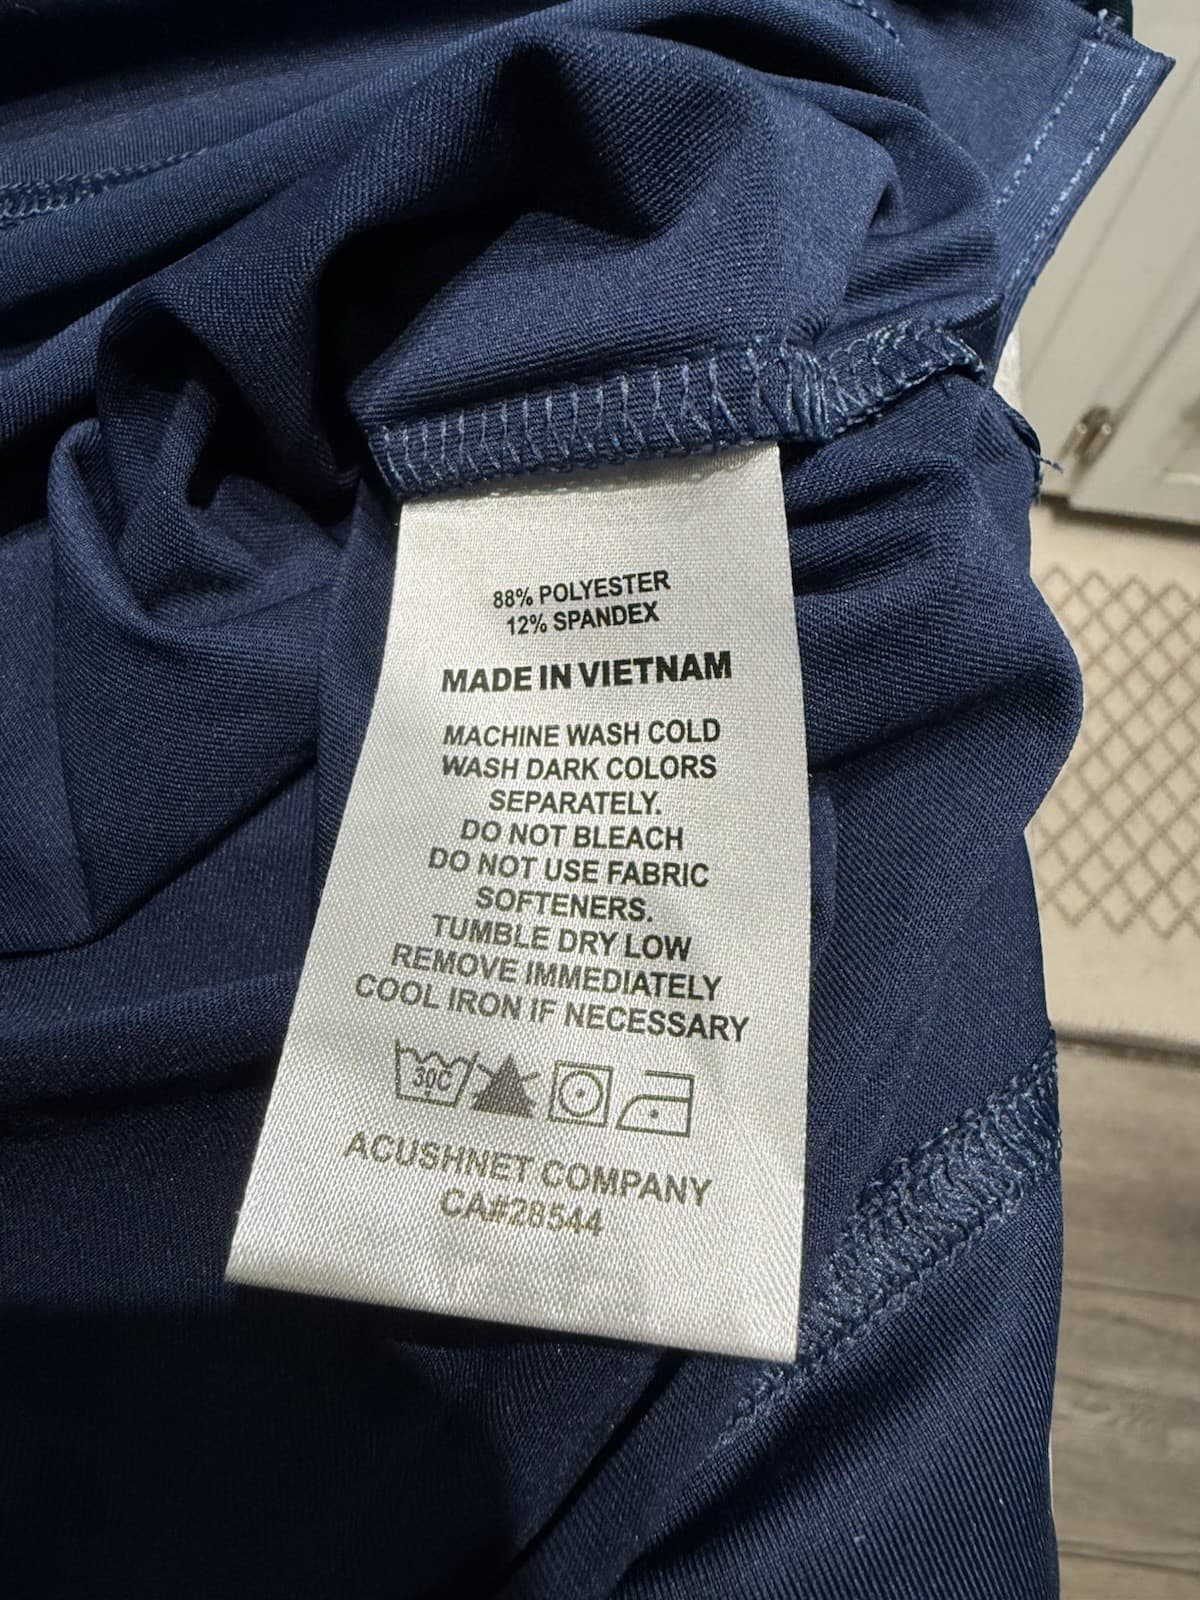 88% POLYESTER
12% SPANDEX
MADE IN VIETNAM
MACHINE WASH COLD
WASH DARK COLORS
SEPARATELY.
DO NOT BLEACH
DO NOT USE FABRIC
SOFTENERS.
TUMBLE DRY LOW
REMOVE IMMEDIATELY
COOL IRON IF NECESSARY
30C
ACUSHNET COMPANY
CA#28544